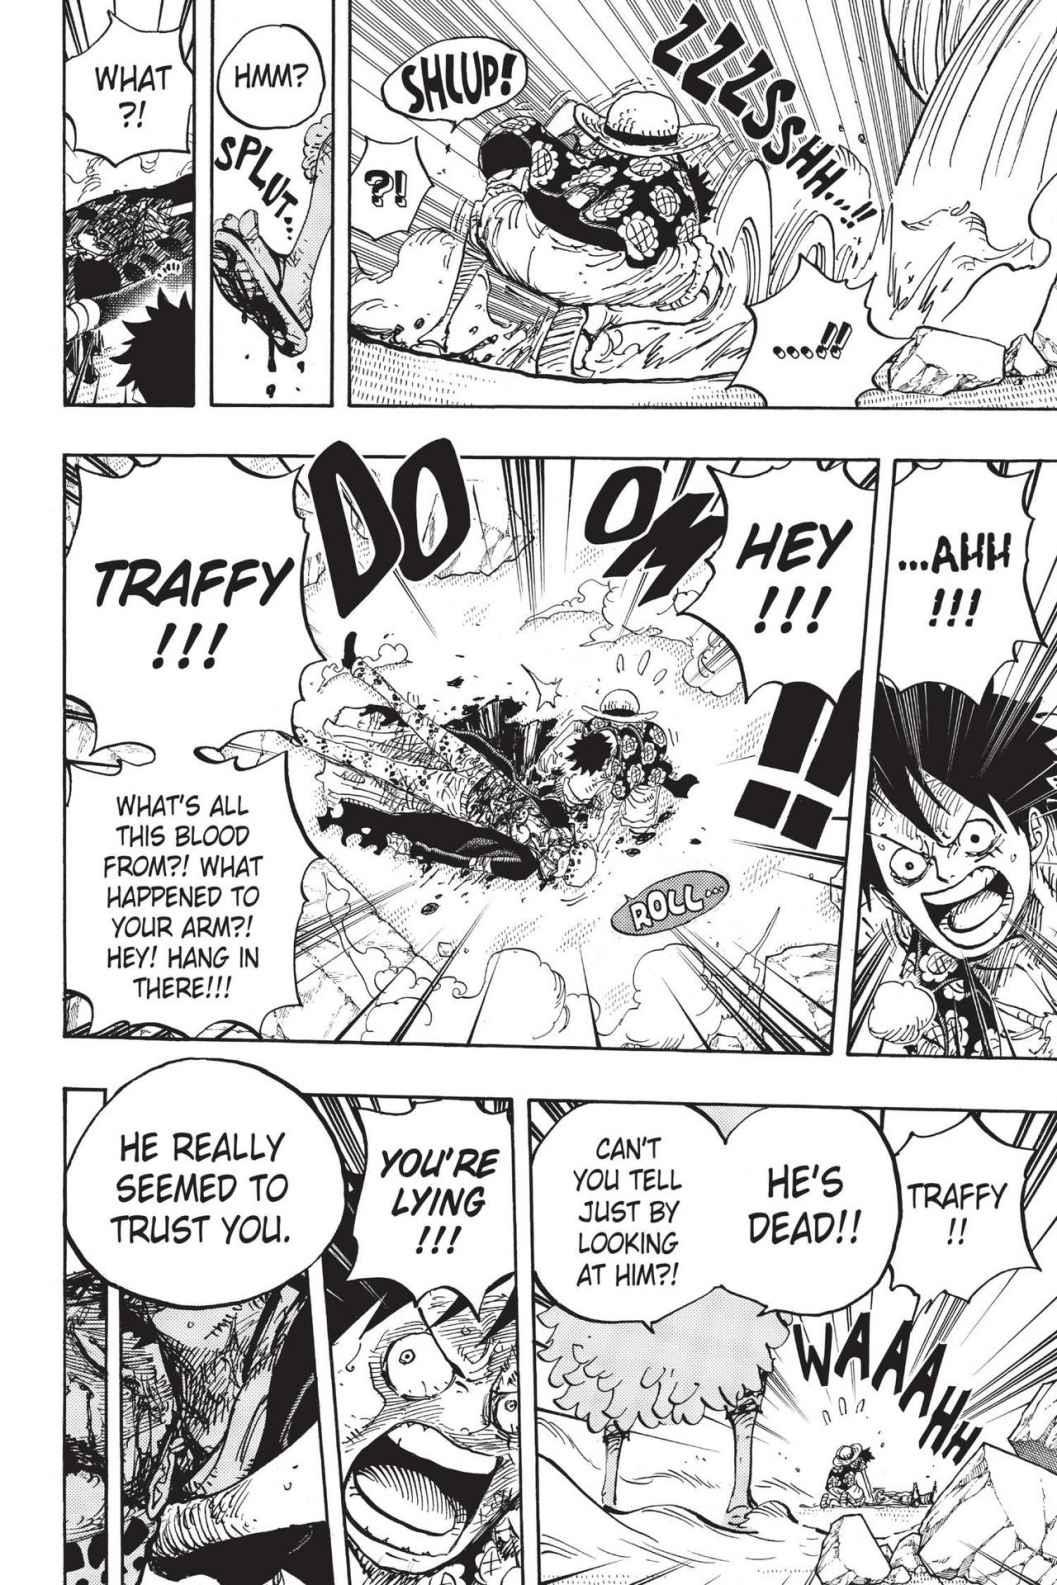 ZZZSSHH...!!
SHLUP!
?!
....!!
HMM?
SPLUT...
WHAT
?!
...AHH
!!!
!!
HEY
!!!
DOOM
TRAFFY
!!!
WHAT'S ALL
THIS BLOOD
FROM?! WHAT
HAPPENED TO
YOUR ARM?!
HEY! HANG IN
THERE!!!
ROLL...
TRAFFY
!!
HE'S
DEAD!!
CAN'T
YOU TELL
JUST BY
LOOKING
AT HIM?!
WAAAHH
YOU'RE
LYING
!!!
HE REALLY
SEEMED TO
TRUST YOU.